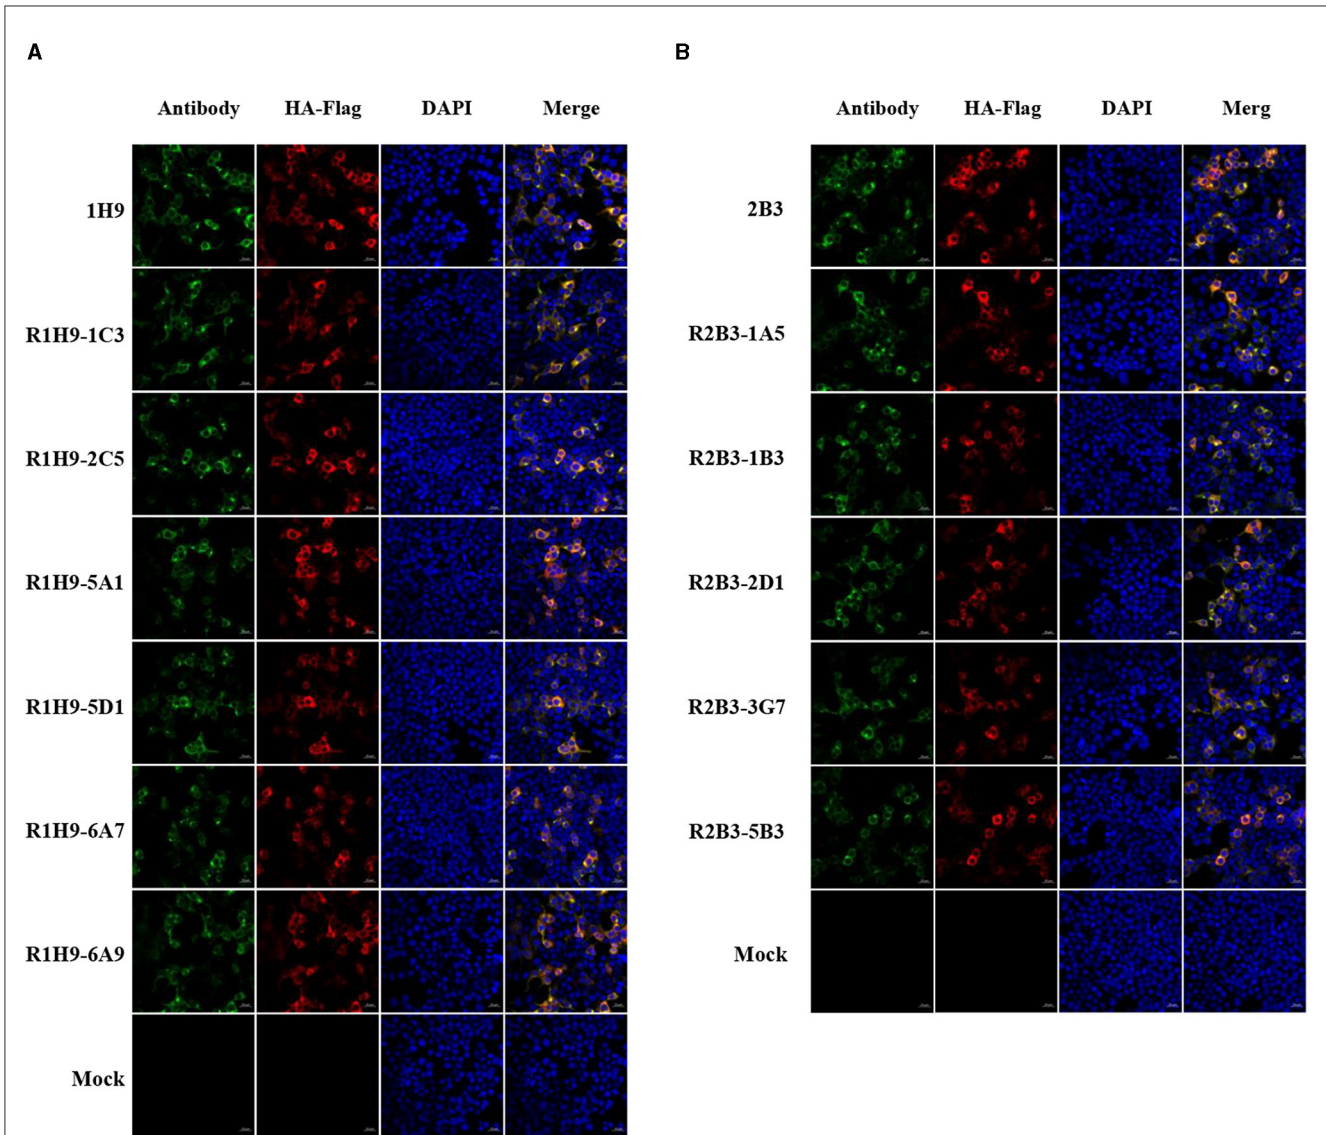 A
Antibody HA-Flag DAPI Merge
1H9
R1H9-1C3
R1H9-2C5
R1H9-5A1
R1H9-5D1
R1H9-6A7
R1H9-6A9
Mock
B
Antibody HA-Flag DAPI Merg
2B3
R2B3-1A5
R2B3-1B3
R2B3-2D1
R2B3-3G7
R2B3-5B3
Mock